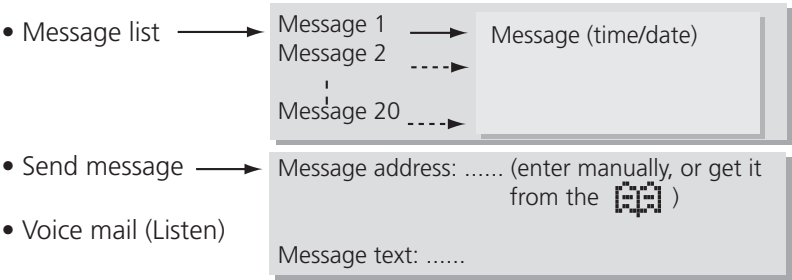 • Message list
Message 1
Message 2
Message 20
Message (time/date)
• Send message
Message address: ...... (enter manually, or get it
from the )
Message text: ......
• Voice mail (Listen)